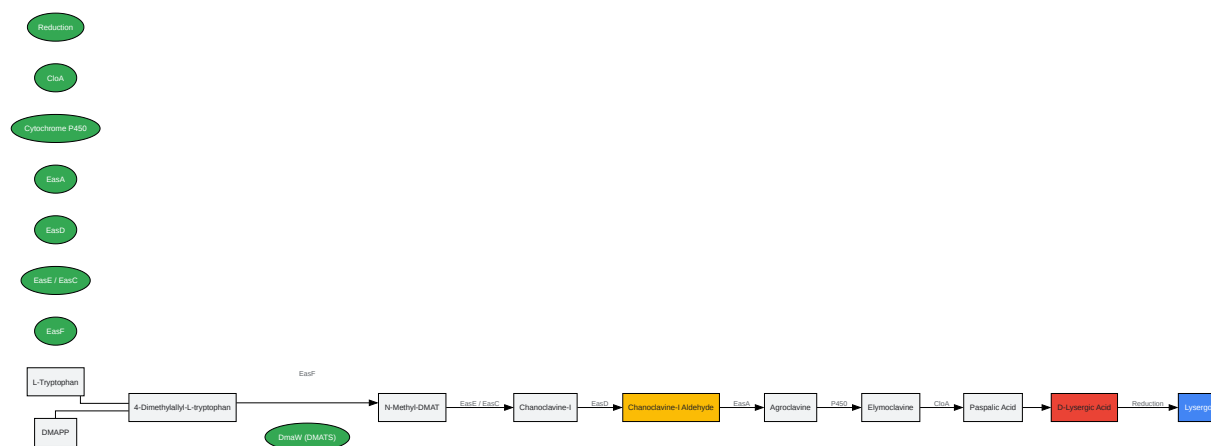 Reduction
CloA
Cytochrome P450
EasA
EasD
EasE / EasC
EasF
L-Tryptophan
EasF
4-Dimethylallyl-L-tryptophan
N-Methyl-DMAT
EasE / EasC
Chanoclavine-I
EasD
Chanoclavine-I Aldehyde
EasA
Agroclavine
P450
Elymoclavine
CloA
Paspalic Acid
D-Lysergic Acid
Reduction
DMAPP
DmaW (DMATS)